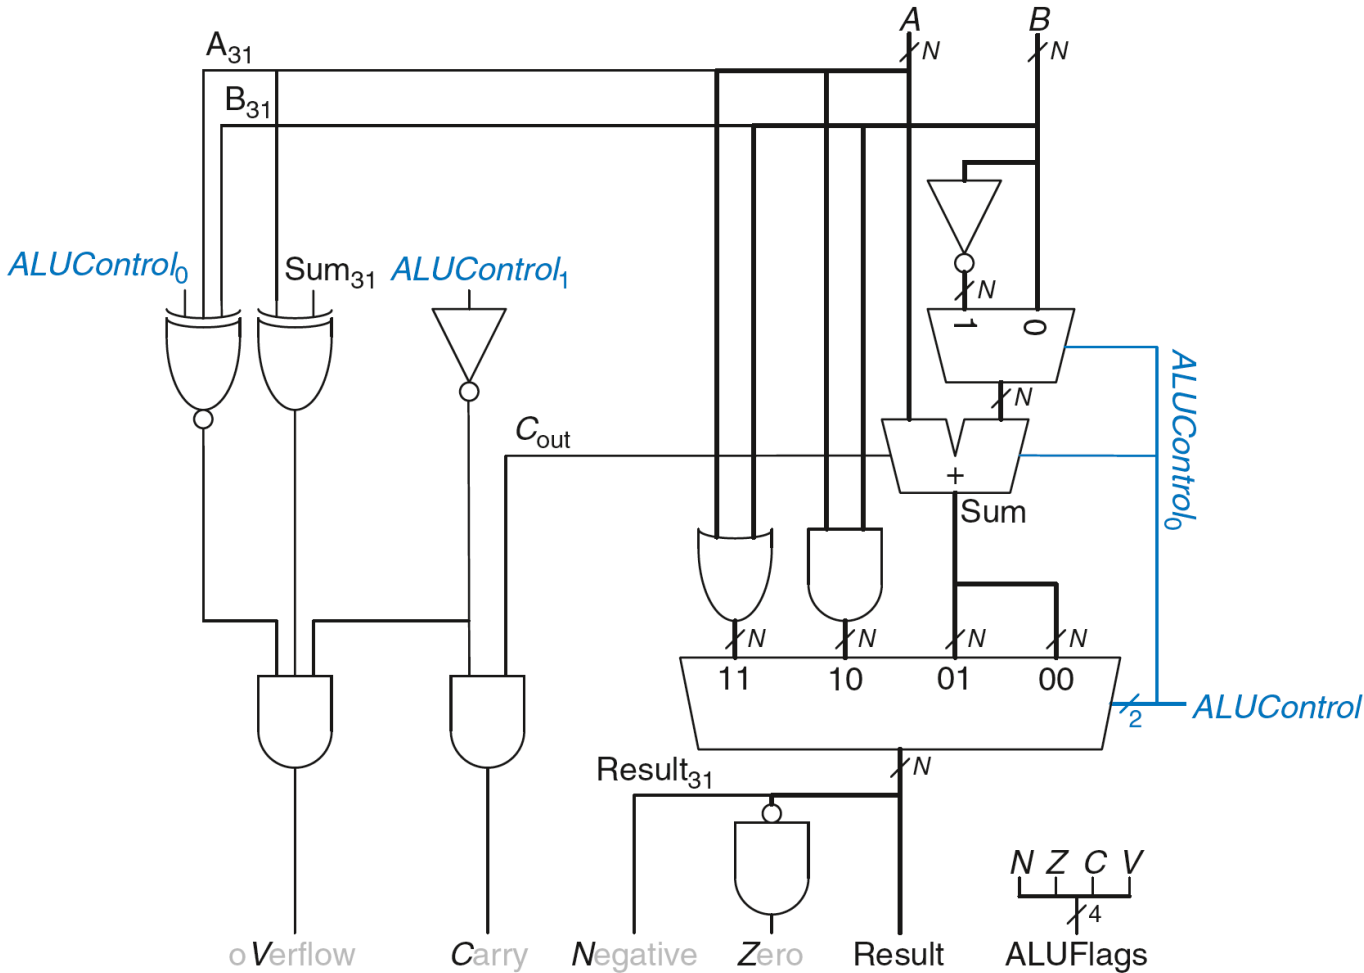 A B
N N
A31
B31
ALUControl0 Sum31 ALUControl1
N
1 0
ALUControl0
N
Cout
+
Sum
N N N N
11 10 01 00
2 ALUControl
Result31 N
N Z C V
4
oVerflow Carry Negative Zero Result ALUFlags